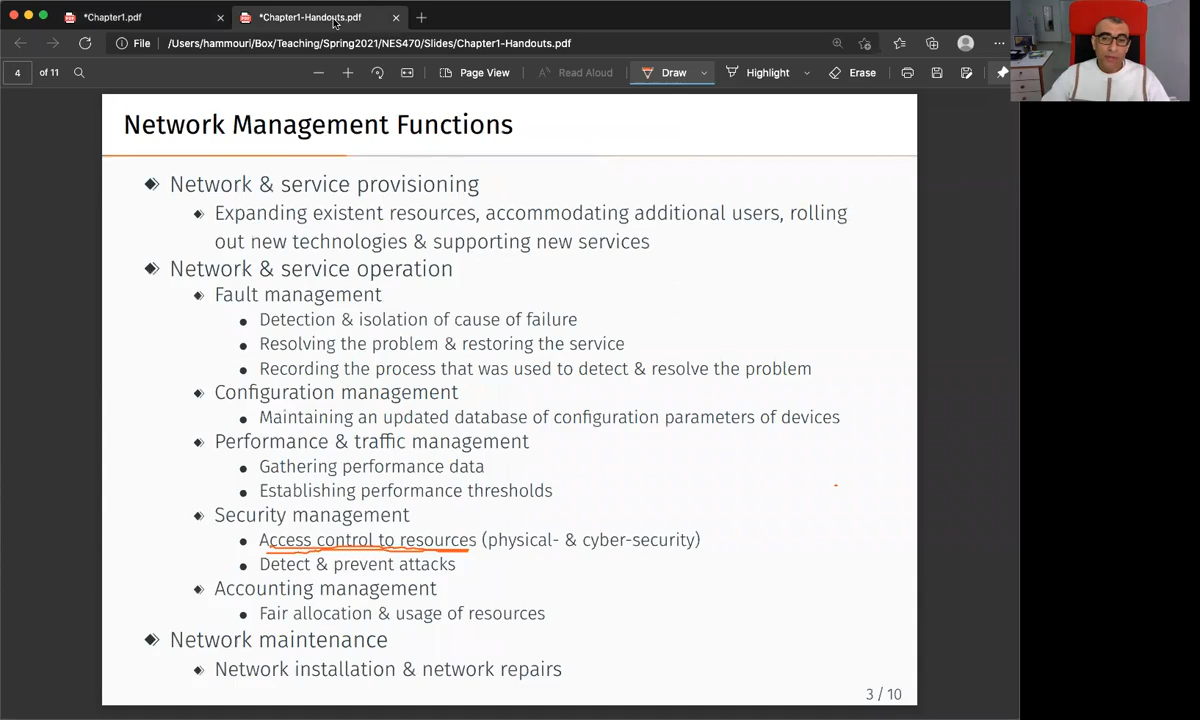 *Chapter1.pdf
*Chapter1-Handouts.pdf
File /Users/hammouri/Box/Teaching/Spring2021/NES470/Slides/Chapter1-Handouts.pdf
4 of 11 Page View Read Aloud Draw Highlight Erase
Network Management Functions
Network & service provisioning
Expanding existent resources, accommodating additional users, rolling
out new technologies & supporting new services
Network & service operation
Fault management
Detection & isolation of cause of failure
Resolving the problem & restoring the service
Recording the process that was used to detect & resolve the problem
Configuration management
Maintaining an updated database of configuration parameters of devices
Performance & traffic management
Gathering performance data
Establishing performance thresholds
Security management
Access control to resources (physical- & cyber-security)
Detect & prevent attacks
Accounting management
Fair allocation & usage of resources
Network maintenance
Network installation & network repairs
3 / 10